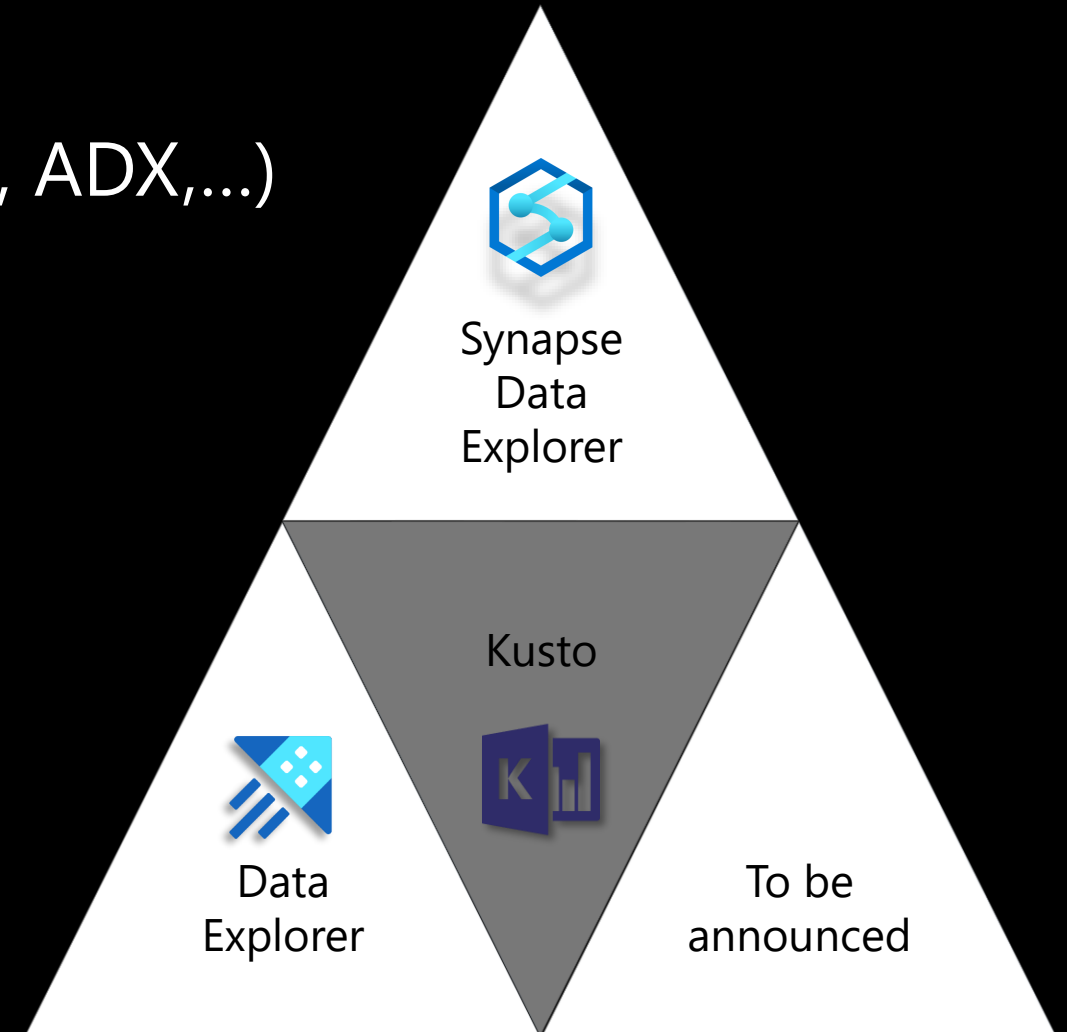 , ADX,...)
Synapse
Data
Explorer
Kusto
K
Data
Explorer
To be
announced